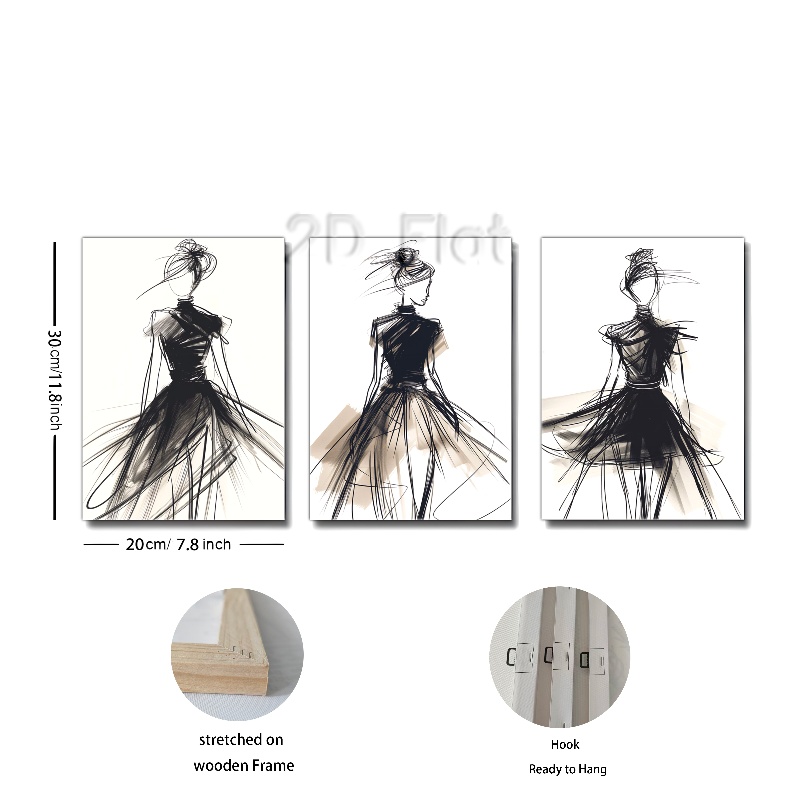 2D Flat
30cm/11.8inch
20cm/ 7.8 inch
stretched on
wooden Frame
Hook
Ready to Hang